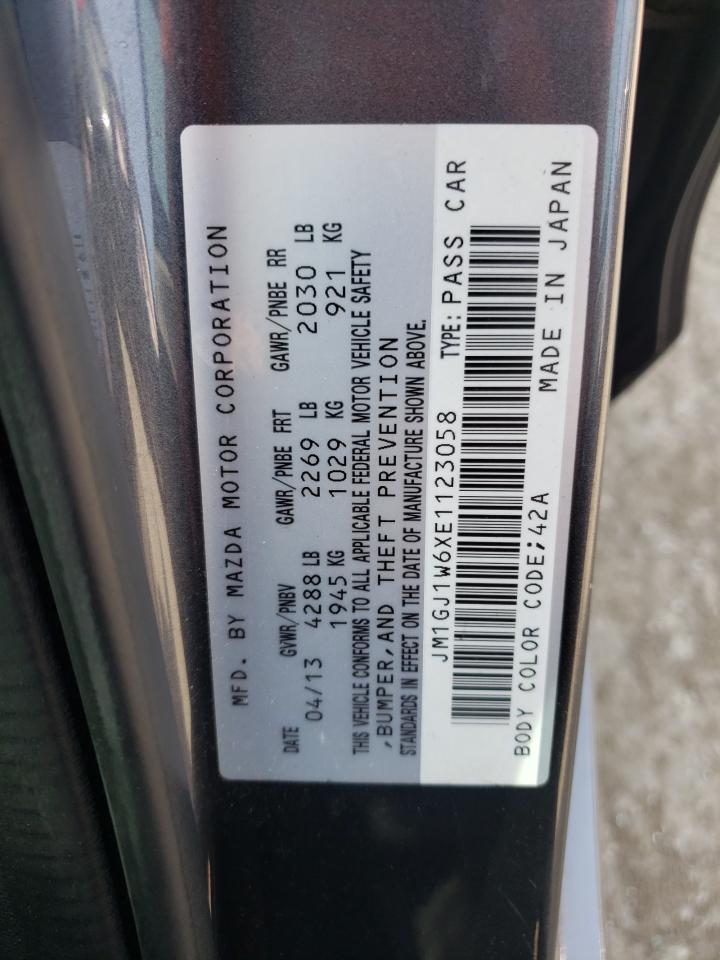 MFD. BY MAZDA MOTOR CORPORATION
DATE GVWR/PNBV GAWR/PNBE FRT GAWR/PNBE RR
04/13 4288 LB 2269 LB 2030 LB
1945 KG 1029 KG 921 KG
THIS VEHICLE CONFORMS TO ALL APPLICABLE FEDERAL MOTOR VEHICLE SAFETY
,BUMPER,AND THEFT PREVENTION
STANDARDS IN EFFECT ON THE DATE OF MANUFACTURE SHOWN ABOVE.
JM1GJ1W6XE1123058 TYPE: PASS CAR
BODY COLOR CODE;42A MADE IN JAPAN